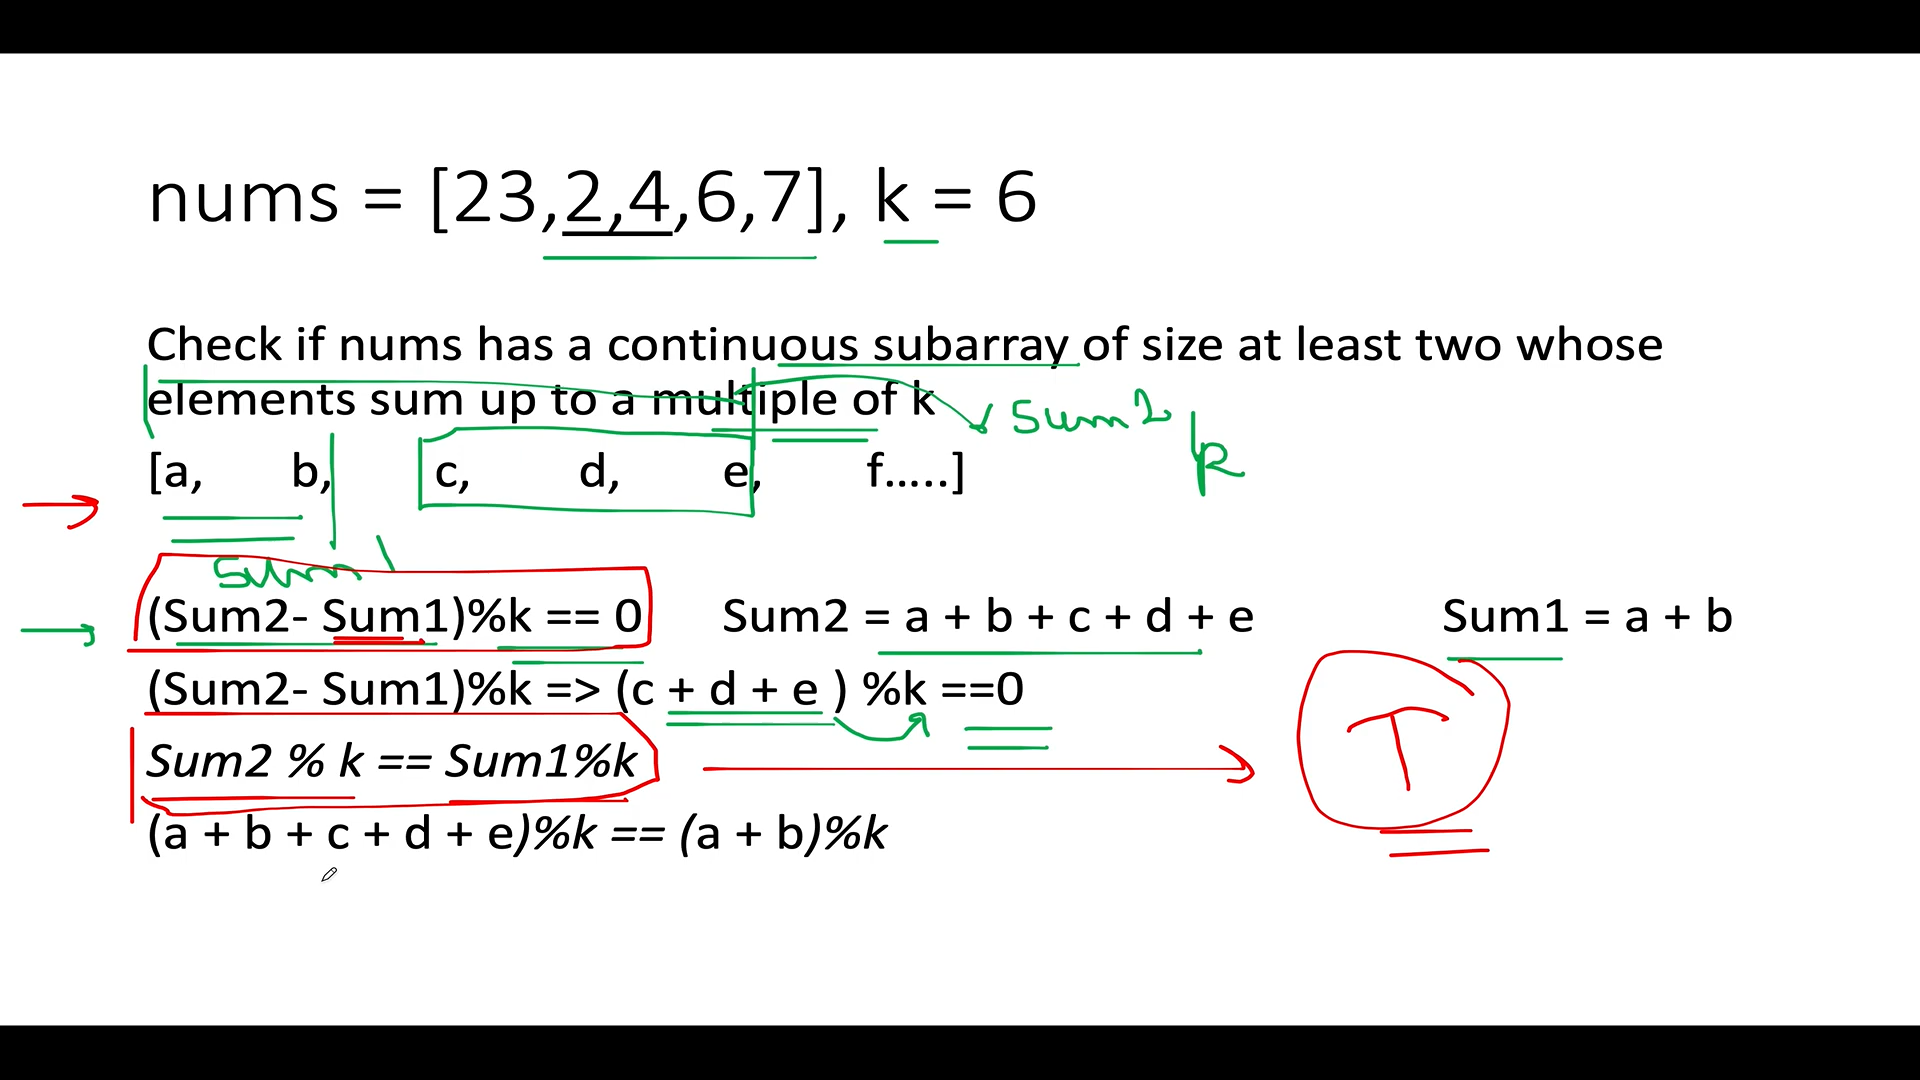 nums = [23,2,4,6,7], k = 6
Check if nums has a continuous subarray of size at least two whose
elements sum up to a multiple of k
Sum2
k
[a, b, c, d, e, f.....]
Sum1
(Sum2- Sum1)%k == 0 Sum2 = a + b + c + d + e Sum1 = a + b
(Sum2- Sum1)%k => (c + d + e ) %k ==0
T
Sum2 % k == Sum1%k
(a + b + c + d + e)%k == (a + b)%k